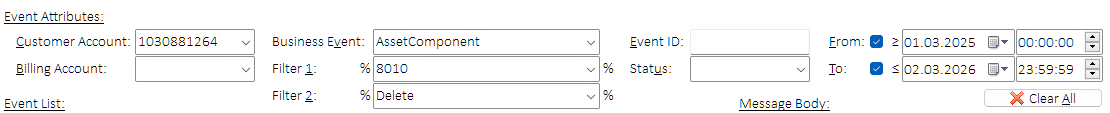 Event Attributes:
Customer Account: 1030881264 Business Event: AssetComponent Event ID: From: ≥ 01.03.2025 00:00:00
Billing Account: Filter 1: % 8010 % Status: To: ≤ 02.03.2026 23:59:59
Filter 2: % Delete %
Event List: Message Body: Clear All